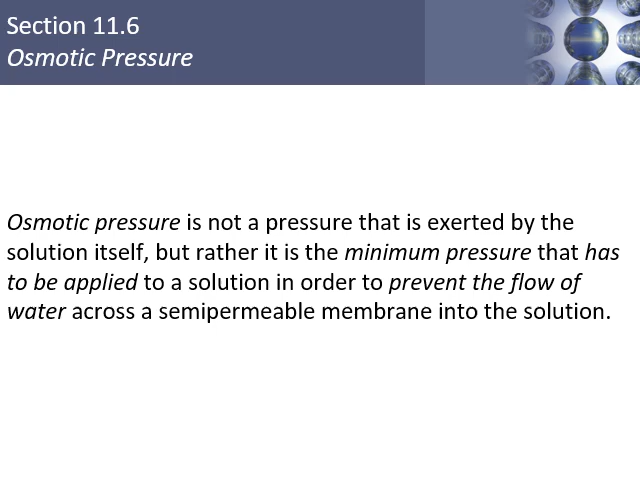 Section 11.6
Osmotic Pressure
Osmotic pressure is not a pressure that is exerted by the
solution itself, but rather it is the minimum pressure that has
to be applied to a solution in order to prevent the flow of
water across a semipermeable membrane into the solution.